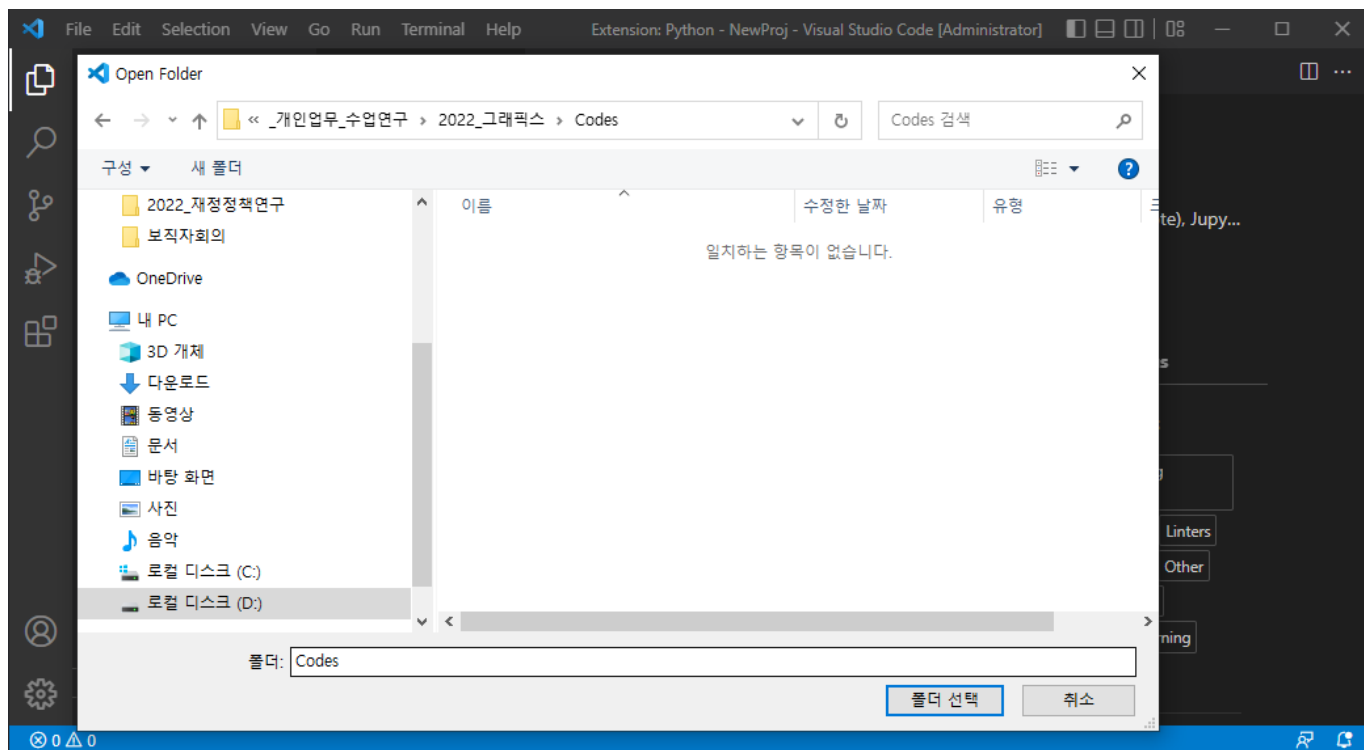 File Edit Selection View Go Run Terminal Help Extension: Python - NewProj - Visual Studio Code [Administrator]
Open Folder
« _개인업무_수업연구 › 2022_그래픽스 › Codes
Codes 검색
구성 새 폴더
2022_재정정책연구
보직자회의
OneDrive
내 PC
3D 개체
다운로드
동영상
문서
바탕 화면
사진
음악
로컬 디스크 (C:)
로컬 디스크 (D:)
이름 수정한 날짜 유형
일치하는 항목이 없습니다.
te), Jupy...
s
g
Linters
Other
rning
폴더: Codes
폴더 선택 취소
0 0